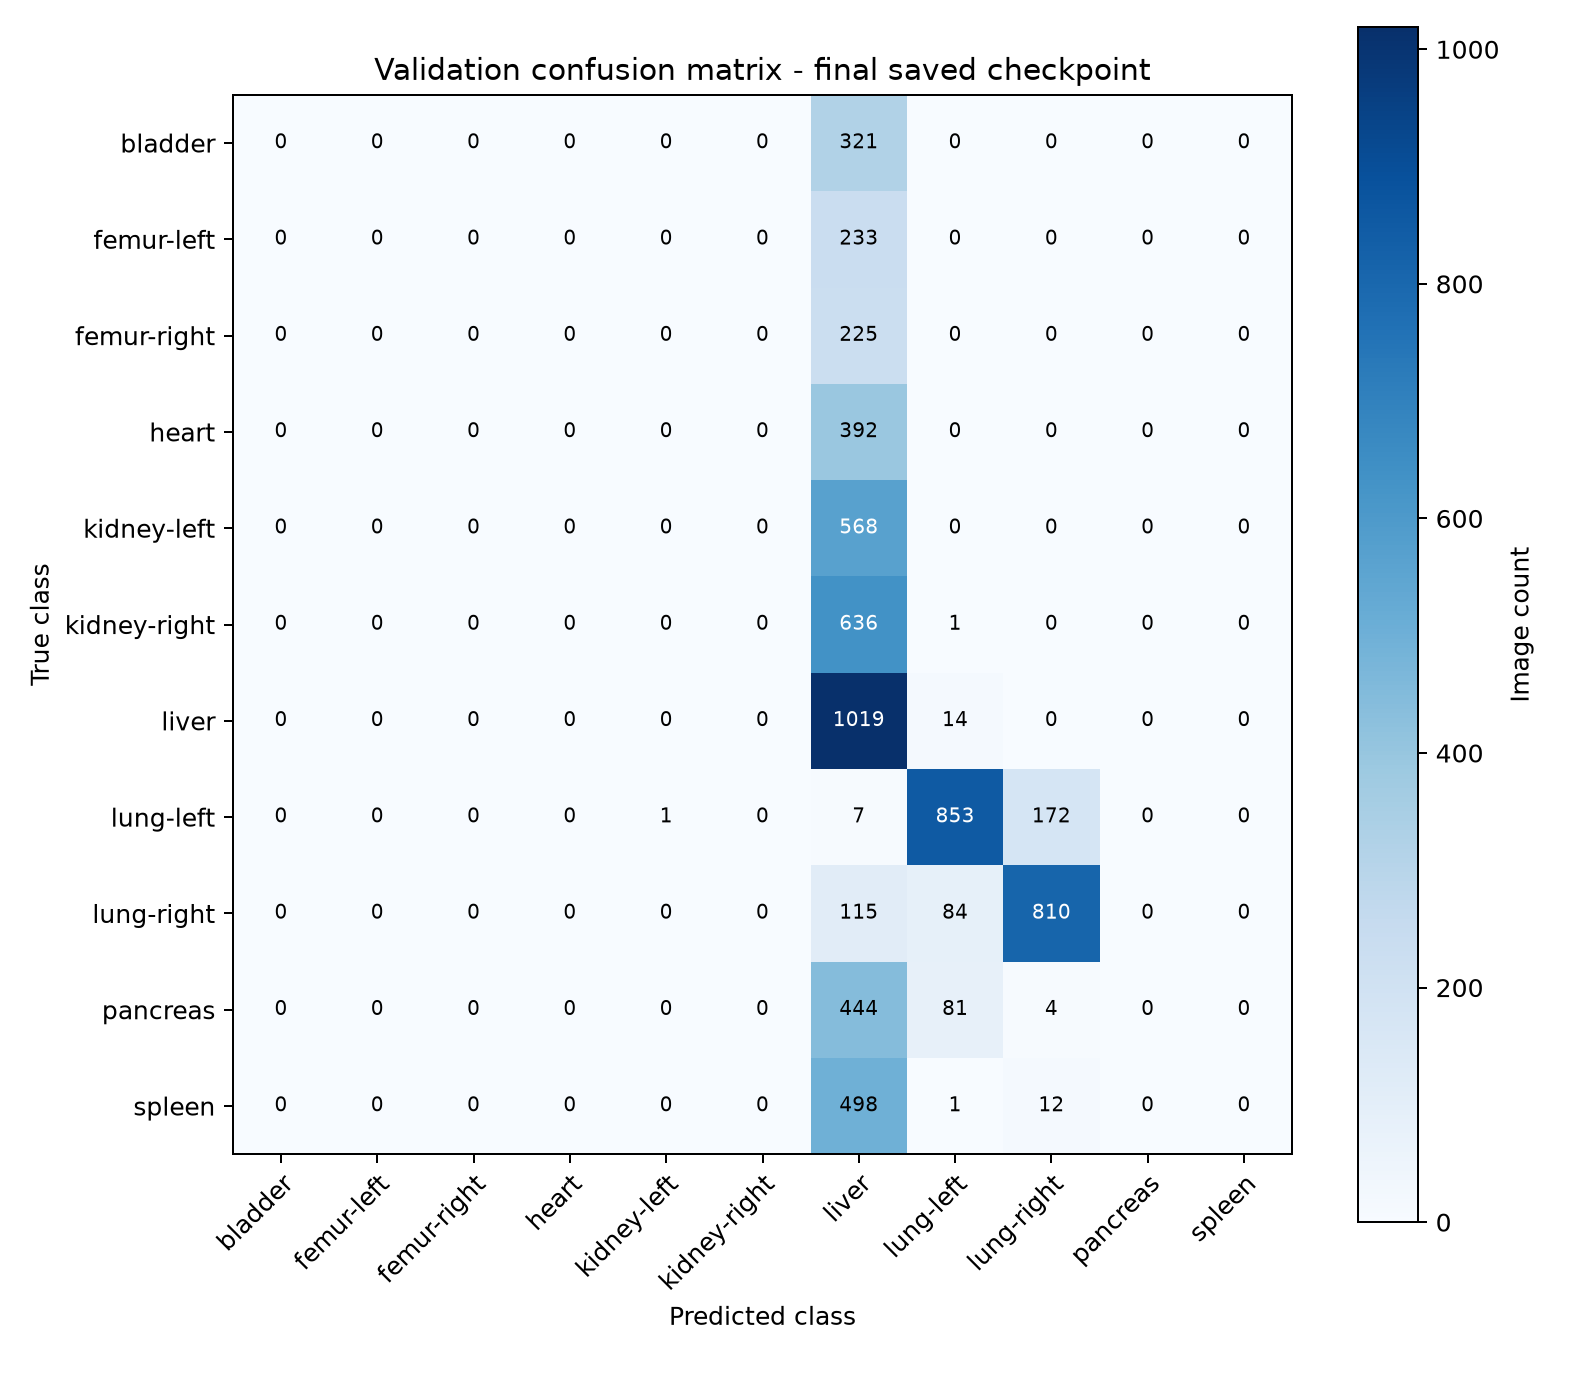 Validation confusion matrix - final saved checkpoint
True class
bladder 0 0 0 0 0 0 321 0 0 0 0
femur-left 0 0 0 0 0 0 233 0 0 0 0
femur-right 0 0 0 0 0 0 225 0 0 0 0
heart 0 0 0 0 0 0 392 0 0 0 0
kidney-left 0 0 0 0 0 0 568 0 0 0 0
kidney-right 0 0 0 0 0 0 636 1 0 0 0
liver 0 0 0 0 0 0 1019 14 0 0 0
lung-left 0 0 0 0 1 0 7 853 172 0 0
lung-right 0 0 0 0 0 0 115 84 810 0 0
pancreas 0 0 0 0 0 0 444 81 4 0 0
spleen 0 0 0 0 0 0 498 1 12 0 0
bladder femur-left femur-right heart kidney-left kidney-right liver lung-left lung-right pancreas spleen
Predicted class
1000
800
600
400
200
0
Image count